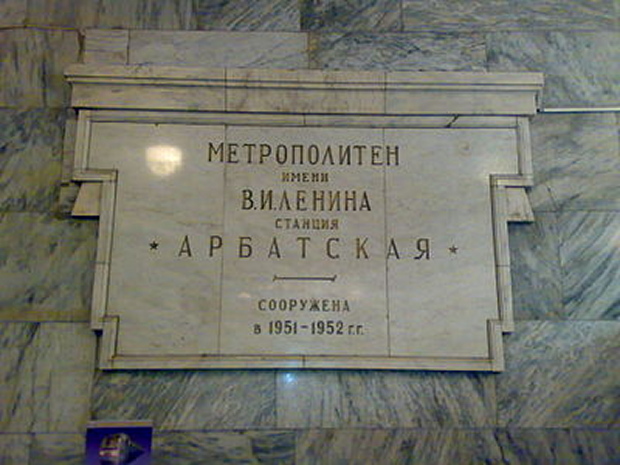 МЕТРОПОЛИТЕН
ИМЕНИ
В.И.ЛЕНИНА
СТАНЦИЯ
* АРБАТСКАЯ *
СООРУЖЕНА
в 1951-1952 г.г.